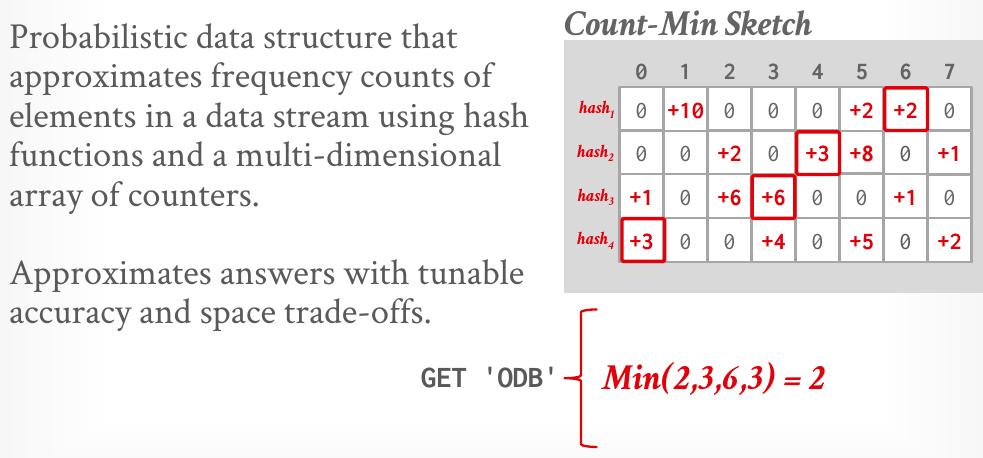 Probabilistic data structure that
approximates frequency counts of
elements in a data stream using hash
functions and a multi-dimensional
array of counters.
Approximates answers with tunable
accuracy and space trade-offs.
Count-Min Sketch
0 1 2 3 4 5 6 7
hash1 0 +10 0 0 0 +2 +2 0
hash2 0 0 +2 0 +3 +8 0 +1
hash3 +1 0 +6 +6 0 0 +1 0
hash4 +3 0 0 +4 0 +5 0 +2
GET 'ODB' Min(2,3,6,3) = 2